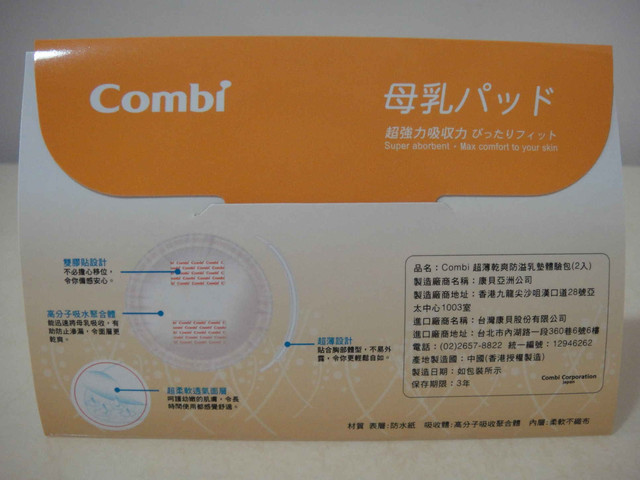 Combi
母乳パッド
超強力吸収力 ぴったりフィット
Super absorbent・Max comfort to your skin
雙膠貼設計
不必擔心移位，
令你備感安心。
高分子吸水聚合體
能迅速將母乳吸收，有
助防止滲漏，令面層更
乾爽。
超薄設計
貼合胸部體型，不易外
露，令你更輕鬆自如。
超柔軟透氣面層
呵護幼嫩的肌膚，令長
時間使用都感覺舒適。
品名：Combi 超薄乾爽防溢乳墊體驗包(2入)
製造廠商名稱：康貝亞洲公司
製造廠商地址：香港九龍尖沙咀漢口道28號亞
太中心1003室
進口廠商名稱：台灣康貝股份有限公司
進口廠商地址：台北市內湖路一段360巷6號6樓
電話：(02)2657-8822 統一編號：12946262
產地製造國：中國(香港授權製造)
製造日期：如包裝所示
保存期限：3年
Combi Corporation
Japan
材質 表層:防水紙 吸收體:高分子吸收聚合體 內層:柔軟不織布